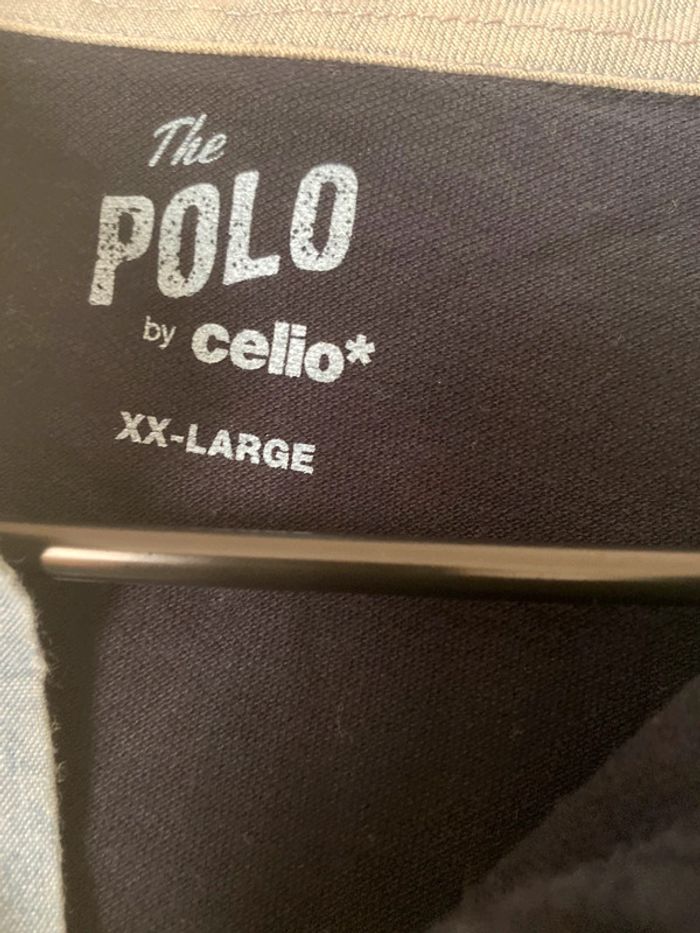 The
POLO
by celio*
XX-LARGE